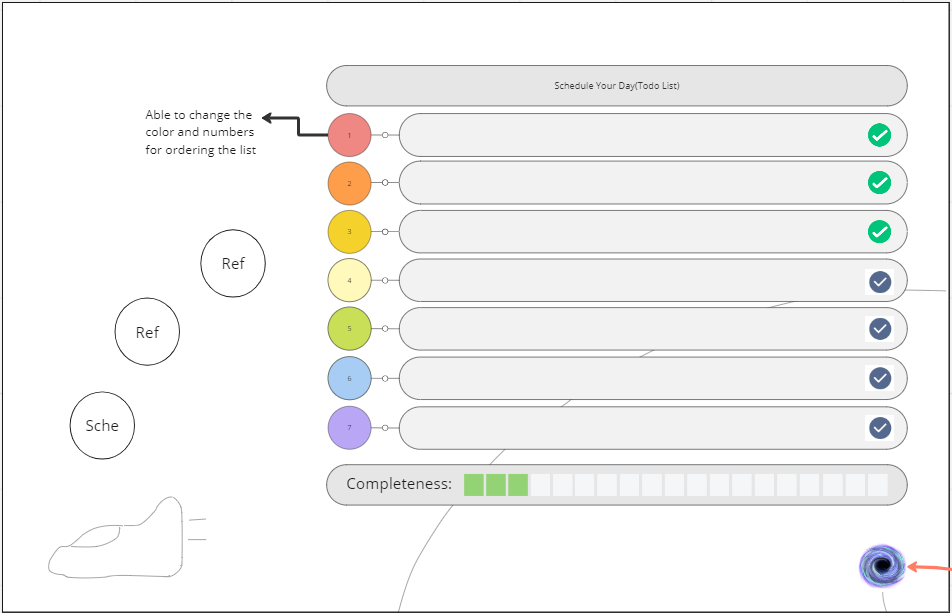 Schedule Your Day(Todo List)
Able to change the
color and numbers
for ordering the list
1
2
3
4
5
6
7
Ref
Ref
Sche
Completeness: